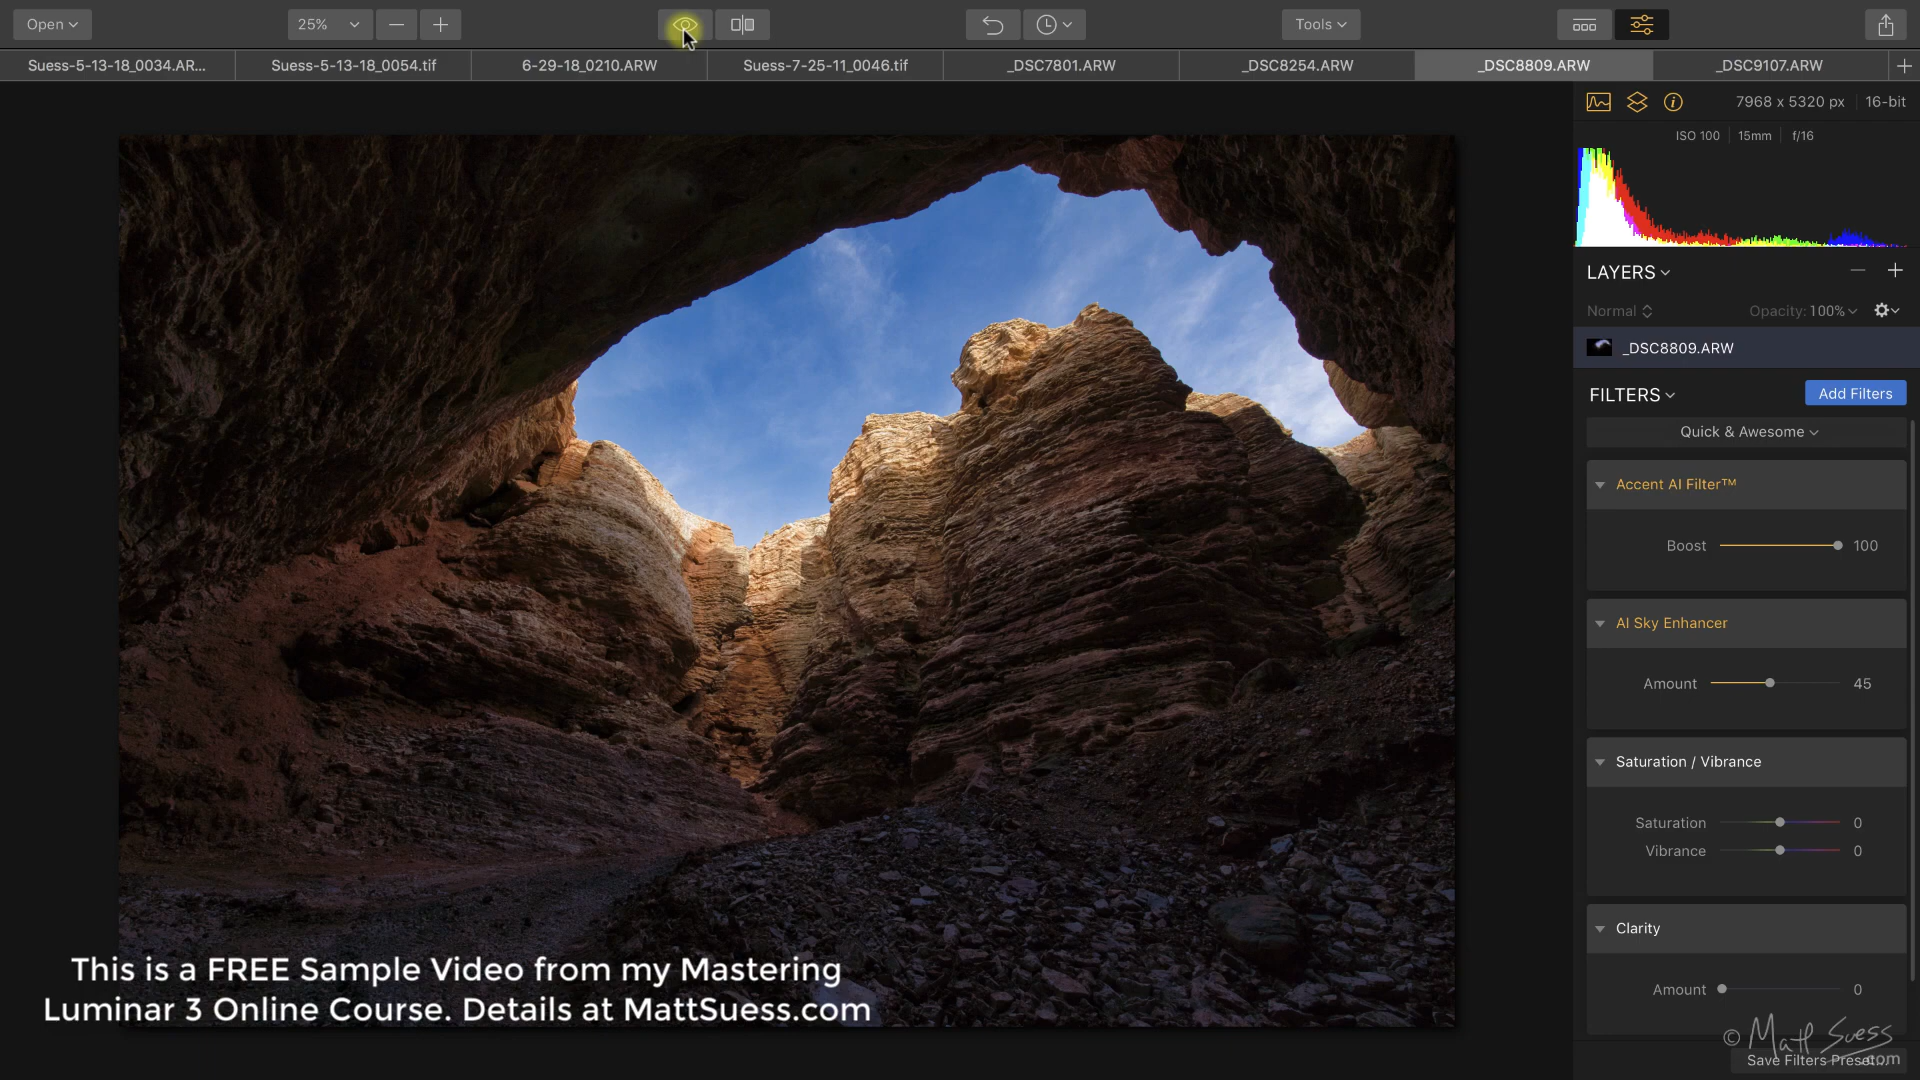 Open
25%
Tools
Suess-5-13-18_0034.AR...
Suess-5-13-18_0054.tif
6-29-18_0210.ARW
Suess-7-25-11_0046.tif
_DSC7801.ARW
_DSC8254.ARW
_DSC8809.ARW
_DSC9107.ARW
7968 x 5320 px
16-bit
ISO 100
15mm
f/16
LAYERS
Normal
Opacity: 100%
_DSC8809.ARW
FILTERS
Add Filters
Quick & Awesome
Accent AI Filter™
Boost 100
AI Sky Enhancer
Amount 45
Saturation / Vibrance
Saturation 0
Vibrance 0
Clarity
Amount 0
This is a FREE Sample Video from my Mastering
Luminar 3 Online Course. Details at MattSuess.com
© Matt Suess
.com
Save Filters Preset...